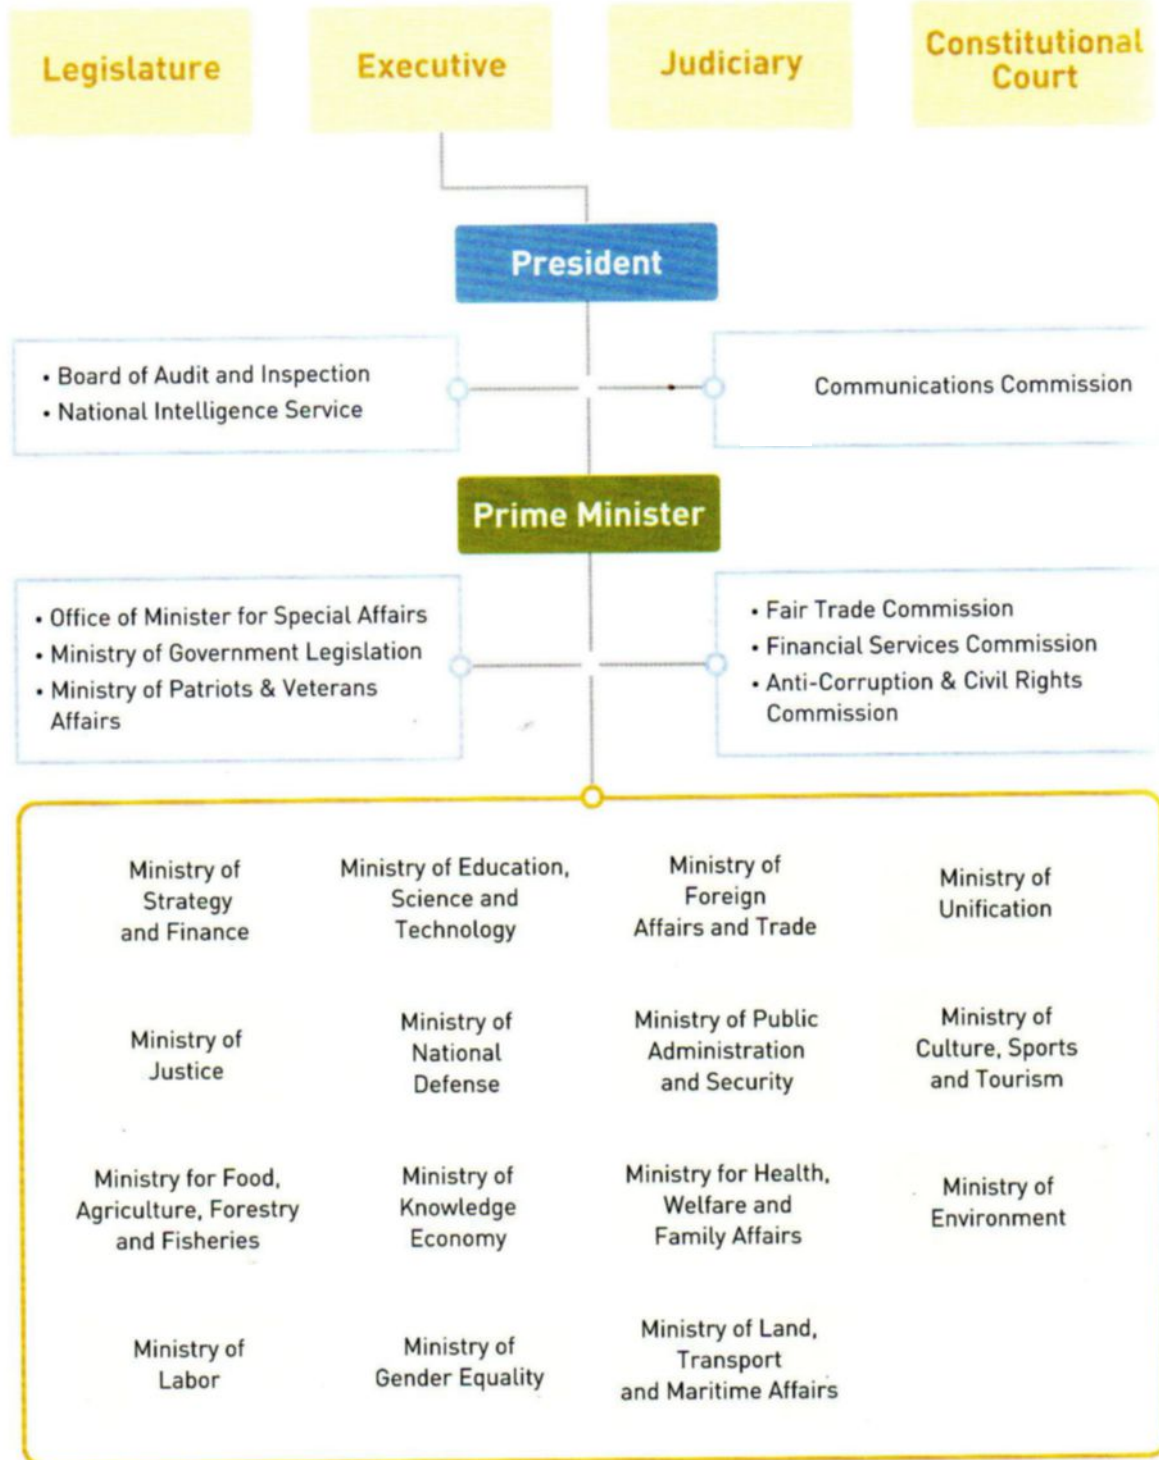 Legislature
Executive
Judiciary
Constitutional
Court
President
• Board of Audit and Inspection
• National Intelligence Service
Communications Commission
Prime Minister
• Office of Minister for Special Affairs
• Ministry of Government Legislation
• Ministry of Patriots & Veterans
Affairs
• Fair Trade Commission
• Financial Services Commission
• Anti-Corruption & Civil Rights
Commission
Ministry of
Strategy
and Finance
Ministry of Education,
Science and
Technology
Ministry of
Foreign
Affairs and Trade
Ministry of
Unification
Ministry of
Justice
Ministry of
National
Defense
Ministry of Public
Administration
and Security
Ministry of
Culture, Sports
and Tourism
Ministry for Food,
Agriculture, Forestry
and Fisheries
Ministry of
Knowledge
Economy
Ministry for Health,
Welfare and
Family Affairs
Ministry of
Environment
Ministry of
Labor
Ministry of
Gender Equality
Ministry of Land,
Transport
and Maritime Affairs